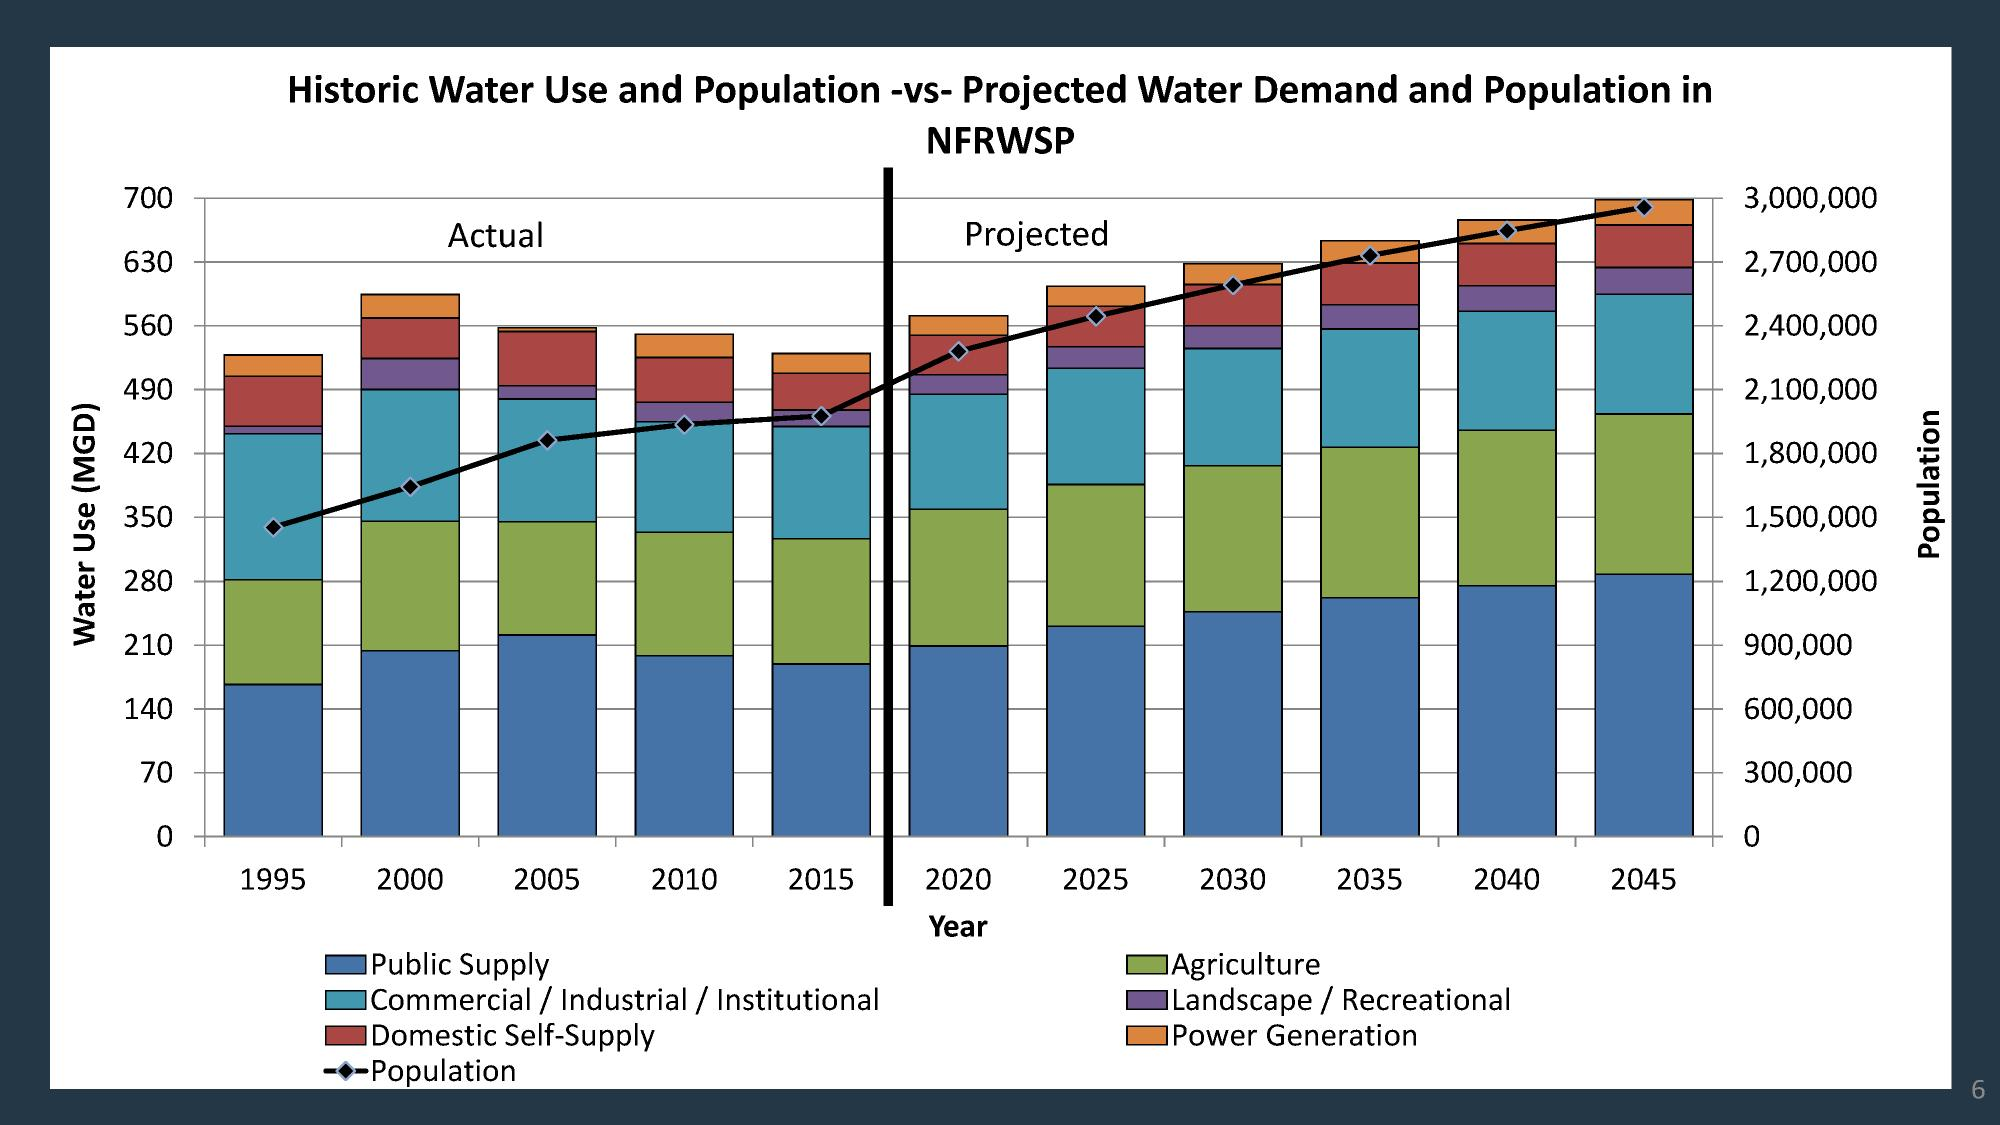 Historic Water Use and Population -vs- Projected Water Demand and Population in
NFRWSP
Actual
Projected
Water Use (MGD)
700
630
560
490
420
350
280
210
140
70
0
3,000,000
2,700,000
2,400,000
2,100,000
1,800,000
1,500,000
1,200,000
900,000
600,000
300,000
0
Population
1995 2000 2005 2010 2015 2020 2025 2030 2035 2040 2045
Year
Public Supply
Agriculture
Commercial / Industrial / Institutional
Landscape / Recreational
Domestic Self-Supply
Power Generation
Population
6